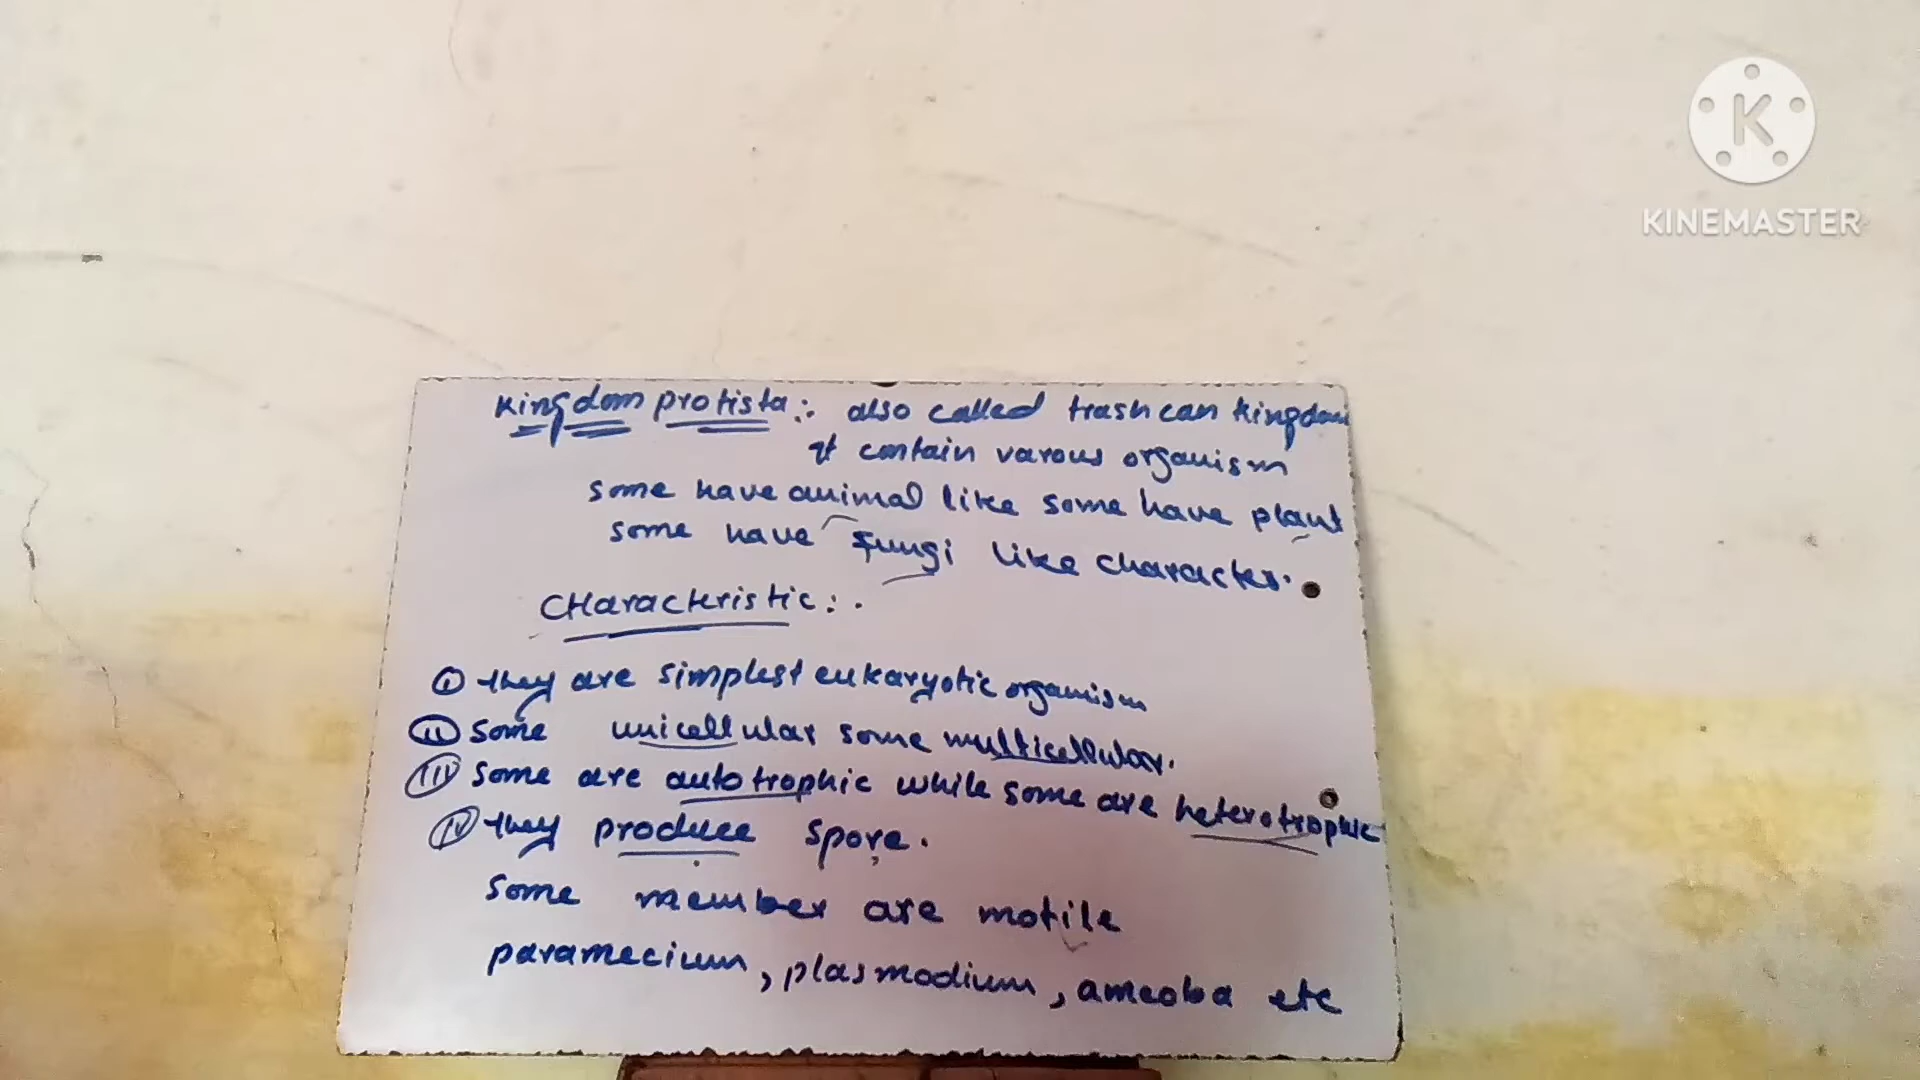 KINEMASTER
Kingdom protista:. also called trash can kingdom
It contain varous organism
some have animal like some have plant
some have fungi like character.
Characteristic:.
(i) they are simplest eukaryotic organism
(ii) some unicellular some multicellular.
(iii) some are autotrophic while some are heterotrophic
(iv) they produce spore.
some member are motile
paramecium, plasmodium, ameoba etc